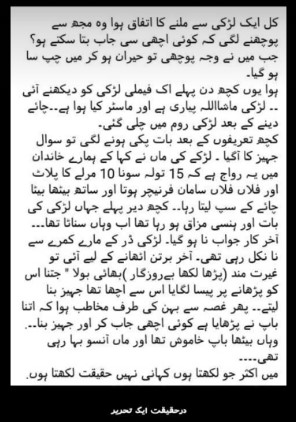 کل ایک لڑکی سے ملنے کا اتفاق ہوا وہ مجھ سے
پوچھنے لگی کہ کوئی اچھی سی جاب بتا سکتے ہو؟
جب میں نے وجہ پوچھی تو حیران ہو کر میں چپ سا
ہو گیا۔
ہوا یوں کچھ دن پہلے اک فیملی لڑکی کو دیکھنے آئی
.. لڑکی ماشااللہ پیاری ہے اور ماسٹر کیا ہوا ہے..چائے
دینے کے بعد لڑکی روم میں چلی گئی۔
کچھ تعریفوں کے بعد بات پکی ہونے لگی تو سوال
جہیز کا آگیا . لڑکے کی ماں نے کہا کے ہمارے خاندان
میں یہ رواج ہے کہ 15 تولہ سونا 10 مرلے کا پلاٹ
اور فلاں فلاں سامان فرنیچر ہوتا اور ساتھ بیٹھا بیٹا
چائے کے سپ لیتا رہا.. کچھ دیر پہلے جہاں لڑکی کی
بات اور ہنسی مزاق ہو رہا تھا اب وہاں سناٹا تھا...
آخر کار جواب نا ہو گیا۔ لڑکی ڈر کے مارے کمرے سے
نا نکل رہی تھی.. آخر برتن اٹھانے کے لیے آئی تو
غیرت مند (پڑھا لکھا بےروزگار )بھائی بولا " جتنا اس
کو پڑھانے پر پیسا لگایا اس سے اچھا تھا جہیز بنا
لیتے.. پھر غصہ سے بہن کی طرف مخاطب ہوا کہ اتنا
باپ نے پڑھایا ہے کوئی اچھی جاب کر اور جہیز بنا...
وہاں بیٹھا باپ خاموش تھا اور ماں آنسو بہا رہی
تھی....
میں اکثر جو لکھتا ہوں کہانی نہیں حقیقت لکھتا ہوں.
درحقیقت ایک تحریر